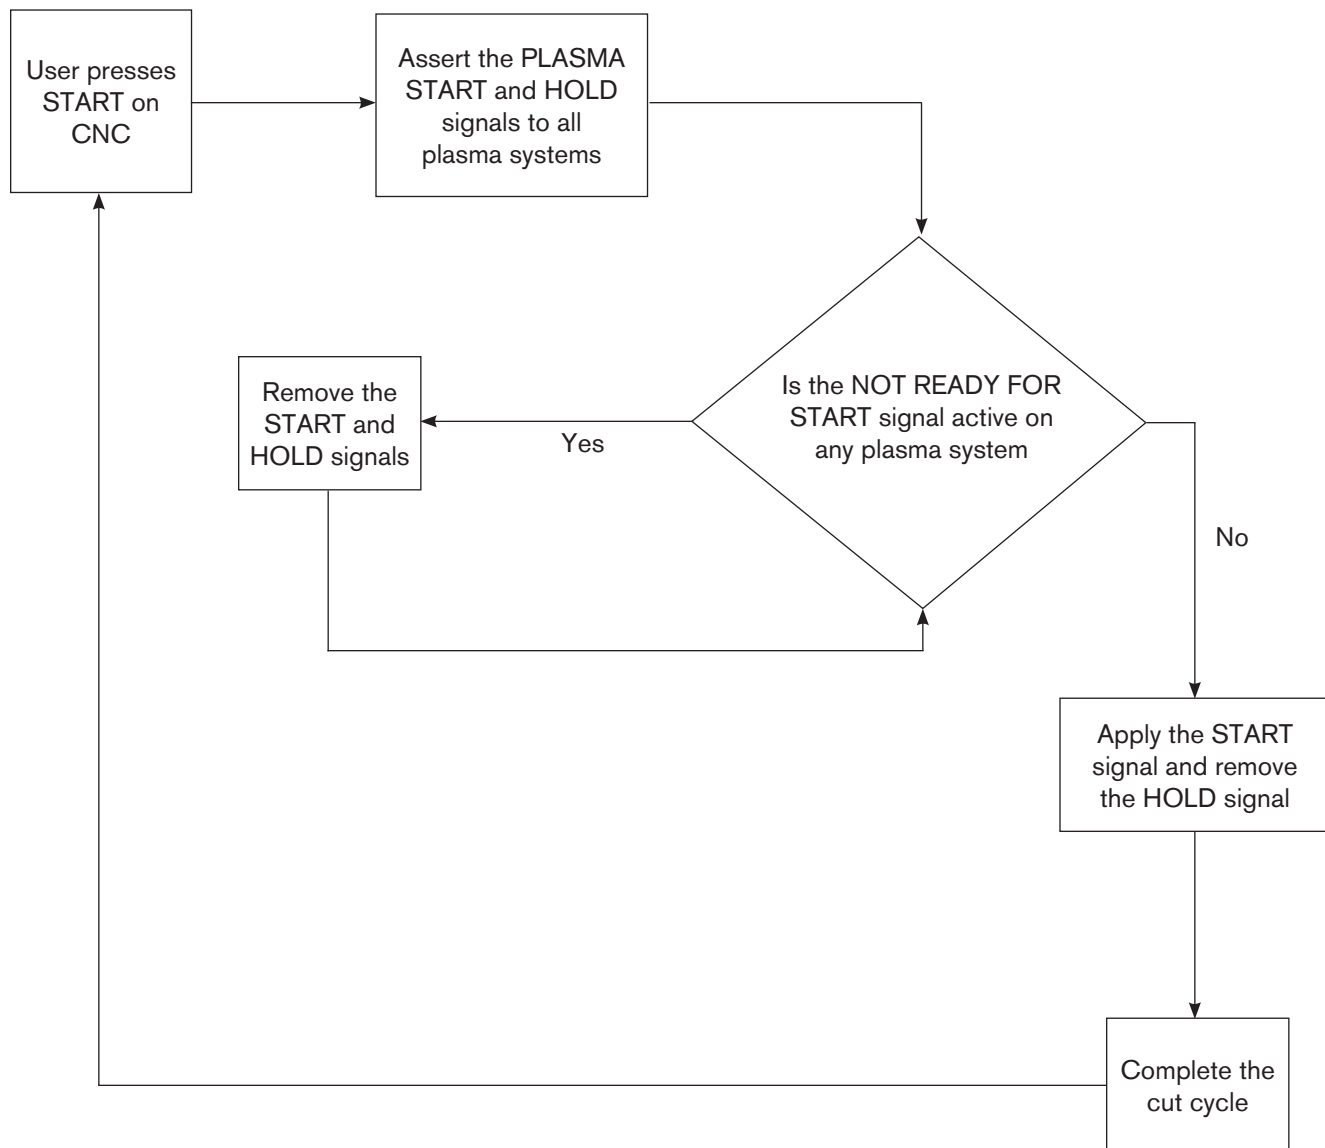 User presses
START on
CNC
Assert the PLASMA
START and HOLD
signals to all
plasma systems
Is the NOT READY FOR
START signal active on
any plasma system
Yes
Remove the
START and
HOLD signals
No
Apply the START
signal and remove
the HOLD signal
Complete the
cut cycle